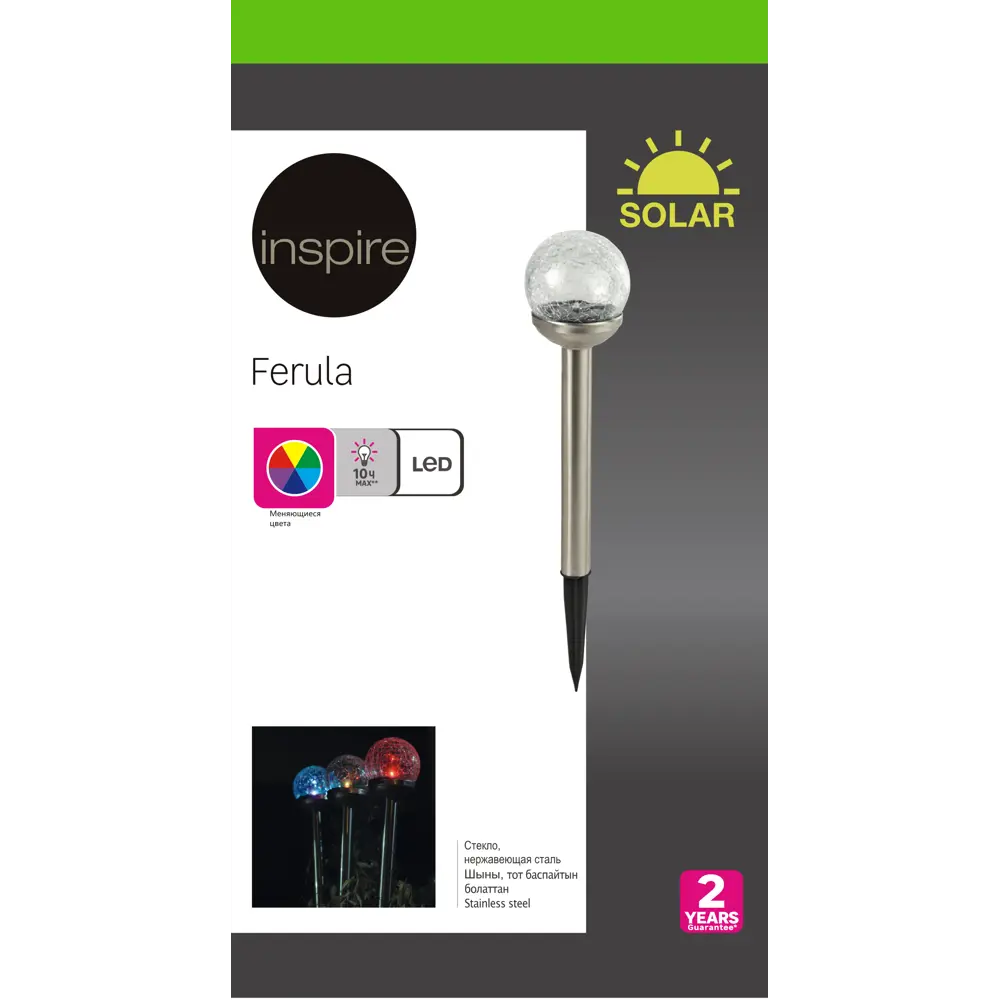 SOLAR
inspire
Ferula
10 ч
MAX**
LED
Меняющиеся
цвета
Стекло,
нержавеющая сталь
Шыны, тот баспайтын
болаттан
Stainless steel
2
YEARS
Guarantee*